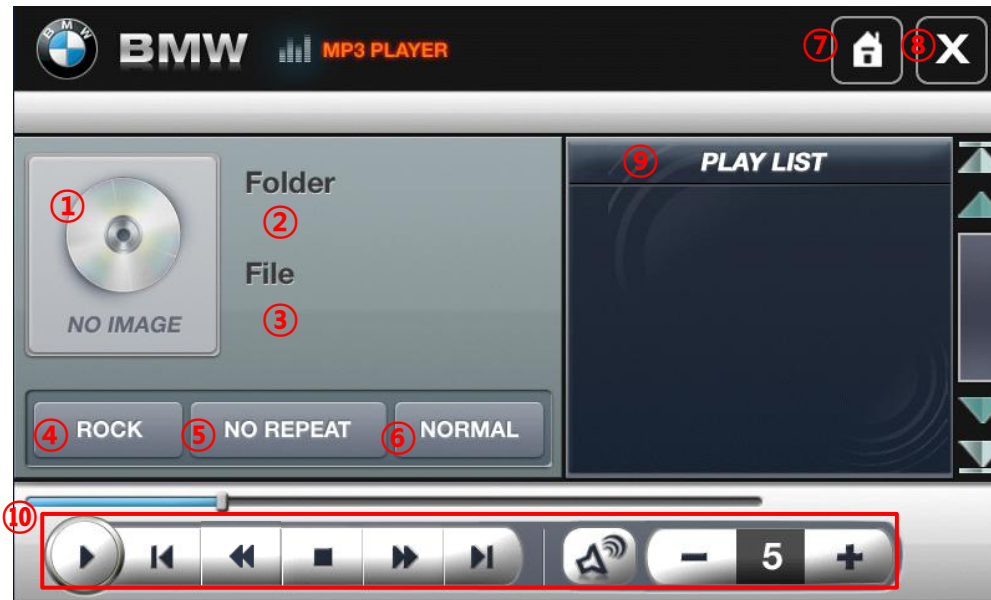 BMW MP3 PLAYER ⑦ ⑧ X
⑨ PLAY LIST
①
NO IMAGE
Folder
②
File
③
④ ROCK ⑤ NO REPEAT ⑥ NORMAL
⑩
5